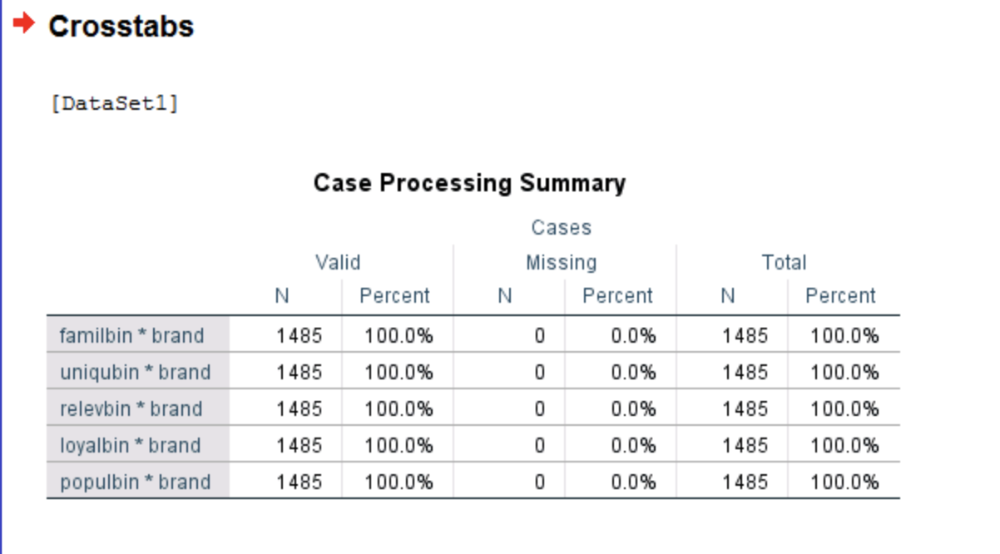 Crosstabs
[DataSet1]
Case Processing Summary
Cases
Valid Missing Total
N Percent N Percent N Percent
familbin * brand 1485 100.0% 0 0.0% 1485 100.0%
uniqubin * brand 1485 100.0% 0 0.0% 1485 100.0%
relevbin * brand 1485 100.0% 0 0.0% 1485 100.0%
loyalbin * brand 1485 100.0% 0 0.0% 1485 100.0%
populbin * brand 1485 100.0% 0 0.0% 1485 100.0%